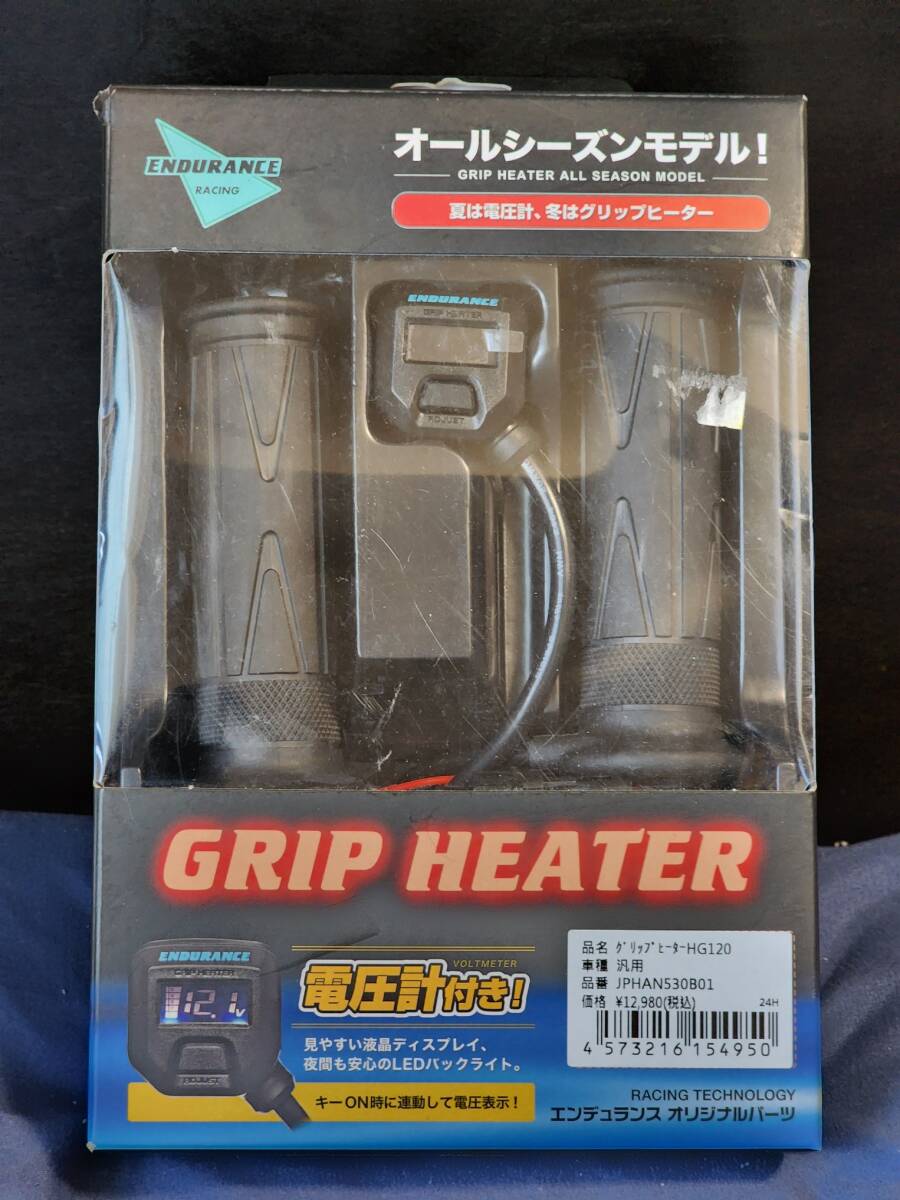 ENDURANCE
RACING
オールシーズンモデル!
GRIP HEATER ALL SEASON MODEL
夏は電圧計、冬はグリップヒーター
ENDURANCE
GRIP HEATER
ADJUST
GRIP HEATER
ENDURANCE
GRIP HEATER
12.1v
ADJUST
VOLTMETER
電圧計付き!
見やすい液晶ディスプレイ、
夜間も安心のLEDバックライト。
キーON時に連動して電圧表示!
品名 グリップヒーターHG120
車種 汎用
品番 JPHAN530B01
価格 ¥12,980(税込) 24H
4 573216 154950
RACING TECHNOLOGY
エンデュランス オリジナルパーツ